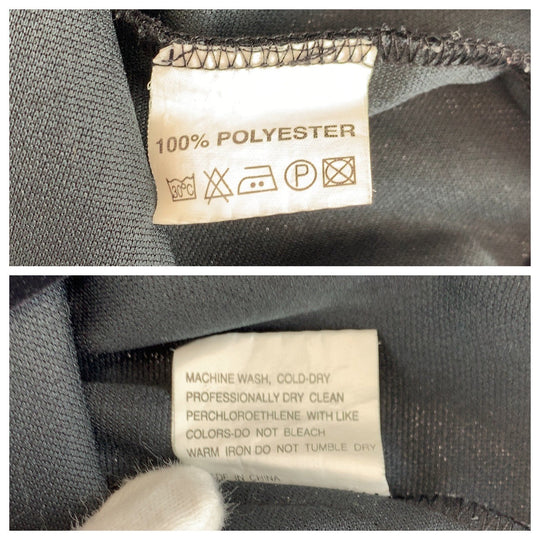 100% POLYESTER
30°C P
MACHINE WASH, COLD-DRY
PROFESSIONALLY DRY CLEAN
PERCHLOROETHLENE WITH LIKE
COLORS-DO NOT BLEACH
WARM IRON DO NOT TUMBLE DRY
IN CHINA